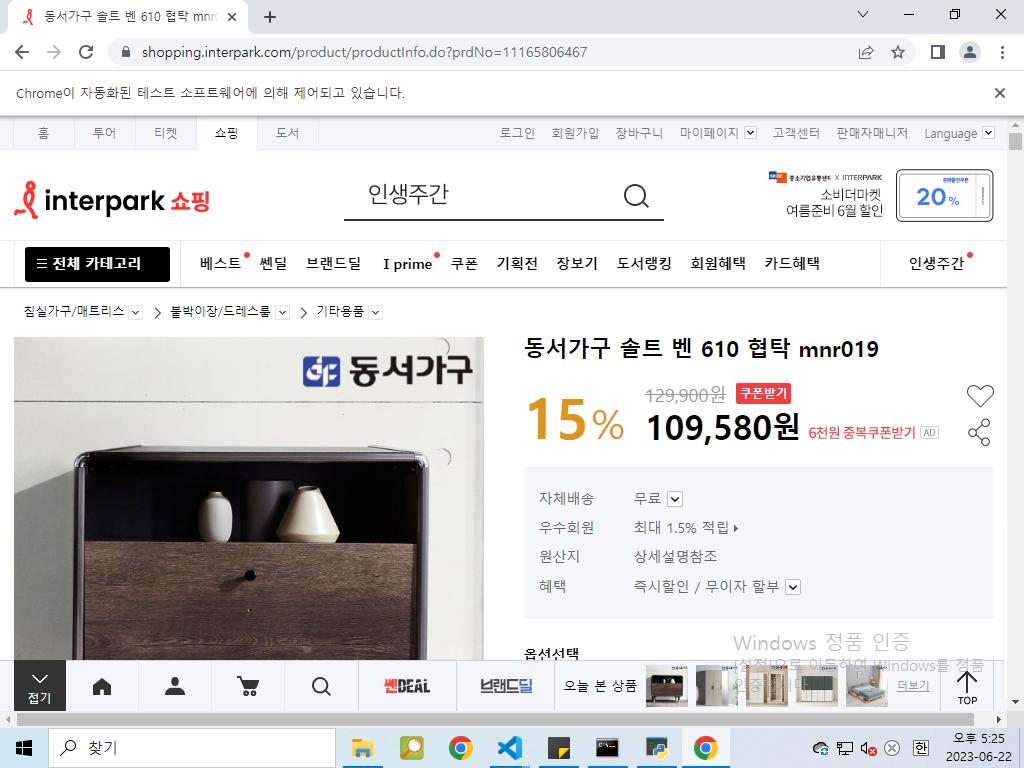 동서가구 솔트 벤 610 협탁 mnr0
shopping.interpark.com/product/productInfo.do?prdNo=11165806467
Chrome이 자동화된 테스트 소프트웨어에 의해 제어되고 있습니다.
홈 투어 티켓 쇼핑 도서 로그인 회원가입 장바구니 마이페이지 고객센터 판매자매니저 Language
interpark 쇼핑
인생주간
중소기업유통센터 X INTERPARK
소비더마켓
여름준비 6월 할인
중복할인쿠폰
20%
전체 카테고리 베스트 쎈딜 브랜드딜 I prime 쿠폰 기획전 장보기 도서랭킹 회원혜택 카드혜택 인생주간
침실가구/매트리스 붙박이장/드레스룸 기타용품
동서가구
동서가구 솔트 벤 610 협탁 mnr019
15%
129,900원 쿠폰받기
109,580원 6천원 중복쿠폰받기 AD
자체배송 무료
우수회원 최대 1.5% 적립
원산지 상세설명참조
혜택 즉시할인 / 무이자 할부
옵션선택
Windows 정품 인증
[설정]으로 이동하여 Windows를 정품
인증합니다.
접기
쎈DEAL
브랜드딜
오늘 본 상품
더보기
TOP
찾기
한
오후 5:25
2023-06-22